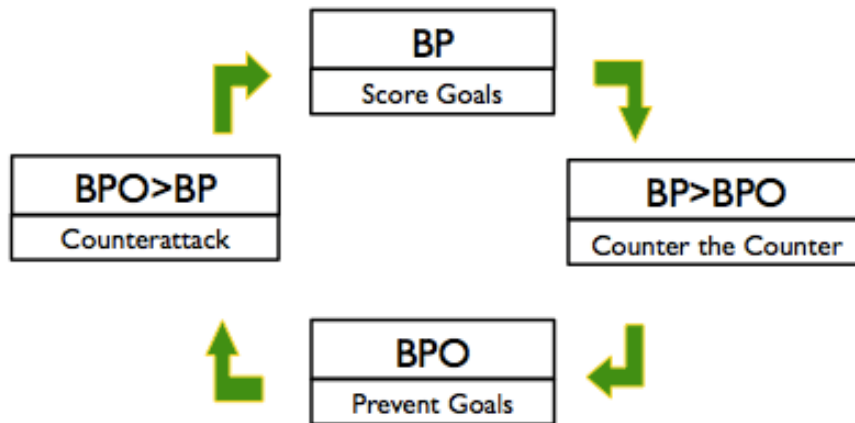 BP
Score Goals
BPO>BP
Counterattack
BP>BPO
Counter the Counter
BPO
Prevent Goals